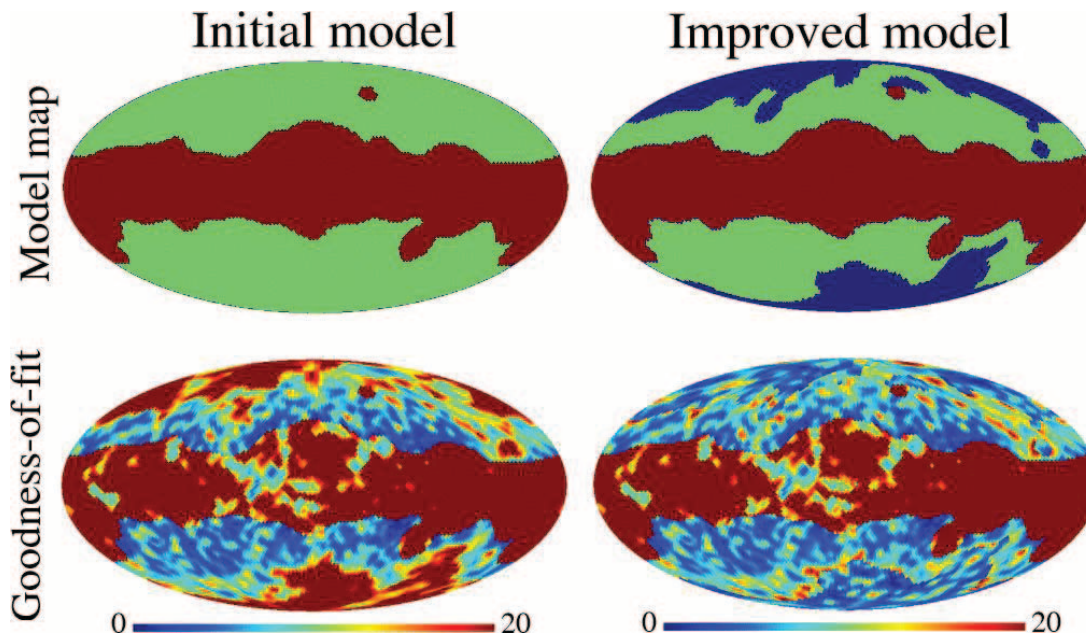 Initial model
Improved model
Model map
Goodness-of-fit
0
20
0
20